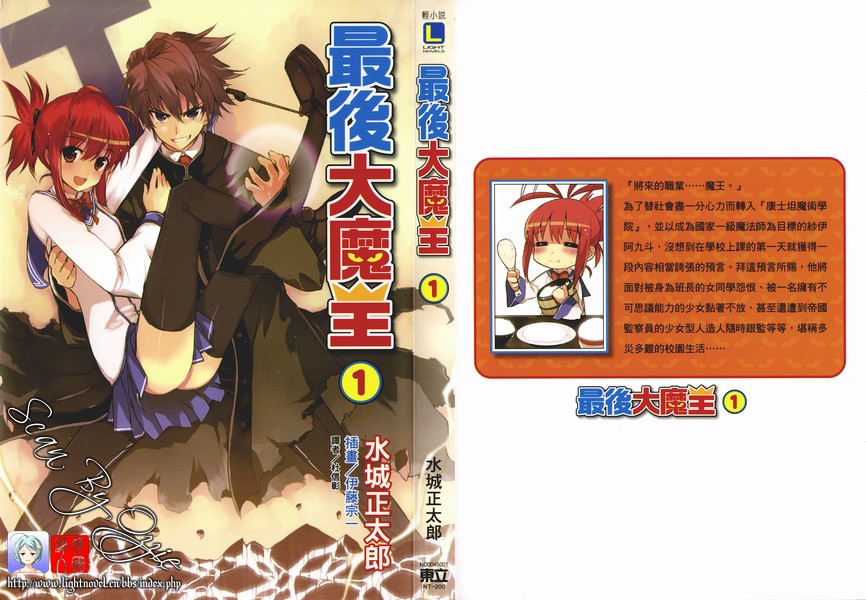 最後大魔王
1
水城正太郎
插畫／伊藤宗一
譯者／杜信彰
Scan By Ozzie
http://www.lightnovel.cn/bbs/index.php
輕小說
L
LIGHT
NOVELS
最後大魔王
1
水城正太郎
ND0045001
東立
NT-200
『將來的職業……魔王。』
為了替社會盡一分心力而轉入『康士坦魔術學
院』，並以成為國家一級魔法師為目標的紗伊
阿九斗，沒想到在學校上課的第一天就獲得一
段內容相當誇張的預言。拜這預言所賜，他將
面對被身為班長的女同學怨恨、被一名擁有不
可思議能力的少女黏著不放、甚至還遭到帝國
監察員的少女型人造人隨時跟監等等，堪稱多
災多難的校園生活……
最後大魔王 1